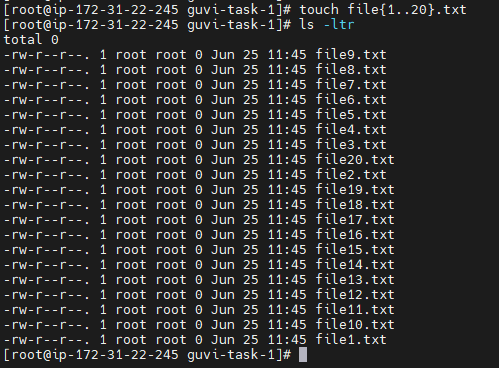 [root@ip-172-31-22-245 guvi-task-1]# touch file{1..20}.txt
[root@ip-172-31-22-245 guvi-task-1]# ls -ltr
total 0
-rw-r--r--. 1 root root 0 Jun 25 11:45 file9.txt
-rw-r--r--. 1 root root 0 Jun 25 11:45 file8.txt
-rw-r--r--. 1 root root 0 Jun 25 11:45 file7.txt
-rw-r--r--. 1 root root 0 Jun 25 11:45 file6.txt
-rw-r--r--. 1 root root 0 Jun 25 11:45 file5.txt
-rw-r--r--. 1 root root 0 Jun 25 11:45 file4.txt
-rw-r--r--. 1 root root 0 Jun 25 11:45 file3.txt
-rw-r--r--. 1 root root 0 Jun 25 11:45 file20.txt
-rw-r--r--. 1 root root 0 Jun 25 11:45 file2.txt
-rw-r--r--. 1 root root 0 Jun 25 11:45 file19.txt
-rw-r--r--. 1 root root 0 Jun 25 11:45 file18.txt
-rw-r--r--. 1 root root 0 Jun 25 11:45 file17.txt
-rw-r--r--. 1 root root 0 Jun 25 11:45 file16.txt
-rw-r--r--. 1 root root 0 Jun 25 11:45 file15.txt
-rw-r--r--. 1 root root 0 Jun 25 11:45 file14.txt
-rw-r--r--. 1 root root 0 Jun 25 11:45 file13.txt
-rw-r--r--. 1 root root 0 Jun 25 11:45 file12.txt
-rw-r--r--. 1 root root 0 Jun 25 11:45 file11.txt
-rw-r--r--. 1 root root 0 Jun 25 11:45 file10.txt
-rw-r--r--. 1 root root 0 Jun 25 11:45 file1.txt
[root@ip-172-31-22-245 guvi-task-1]#